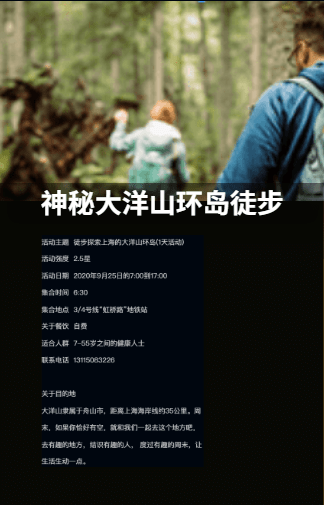 神秘大洋山环岛徒步
活动主题 徒步探索上海的大洋山环岛(1天活动)
活动强度 2.5星
活动日期 2020年9月25日的7:00到17:00
集合时间 6:30
集合地点 3/4号线"虹桥路"地铁站
关于餐饮 自费
适合人群 7-55岁之间的健康人士
联系电话 13115083226
关于目的地
大洋山隶属于舟山市，距离上海海岸线约35公里。周
末，如果你恰好有空，就和我们一起去这个地方吧，
去有趣的地方，结识有趣的人， 度过有趣的周末，让
生活生动一点。